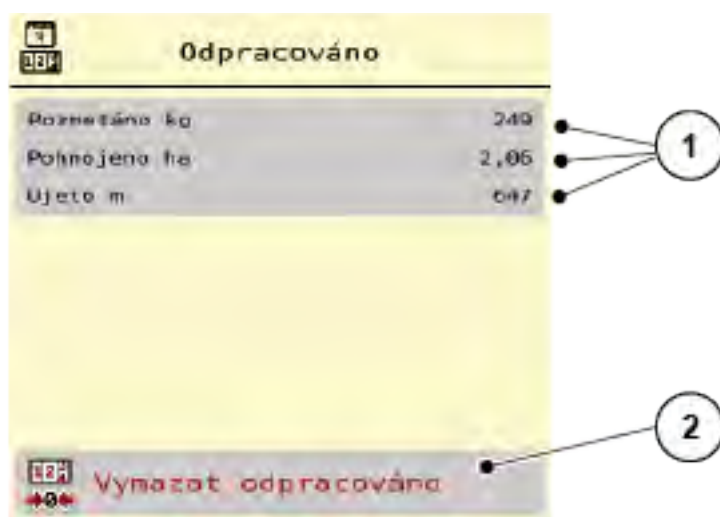 Odpracováno
Rozmetáno kg 249
Pohnojeno ha 2,06
Ujeto m 647
1
2
Vymazat odpracováno